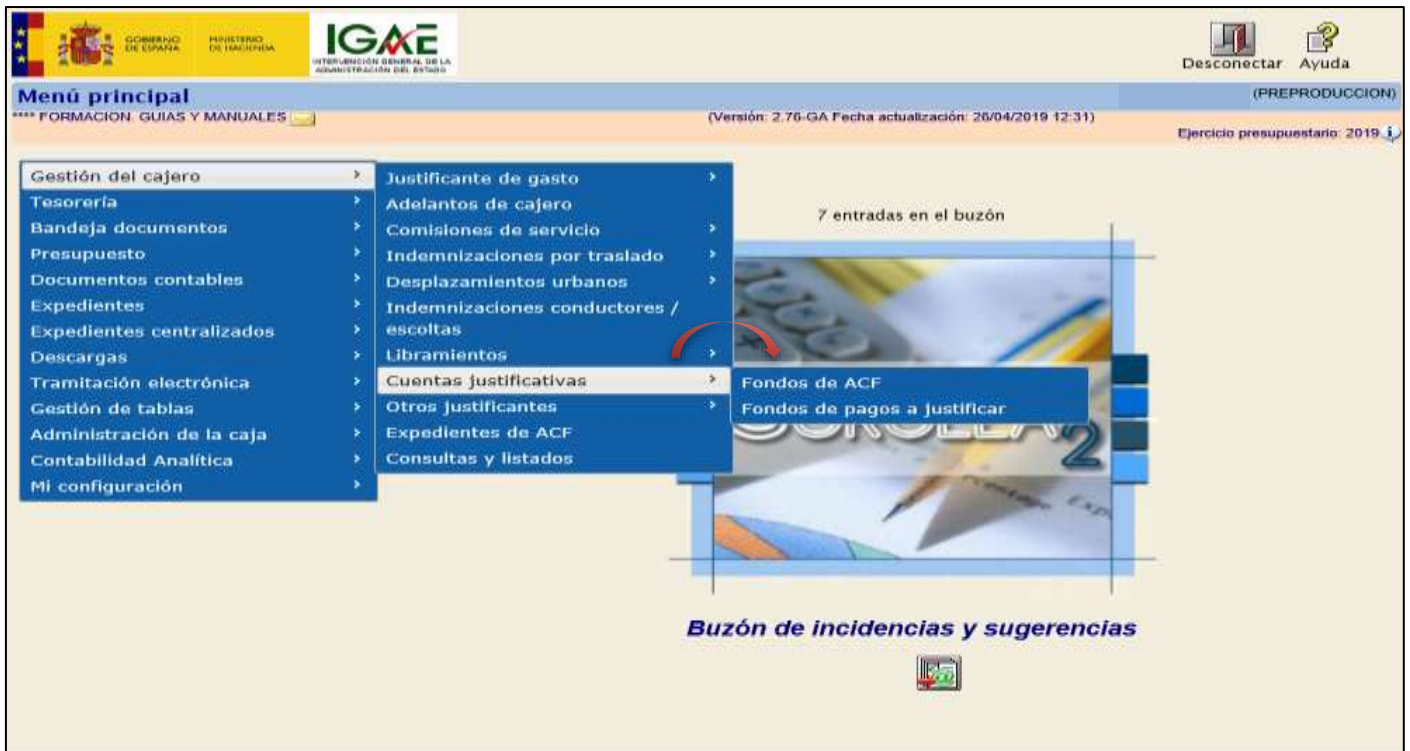 GOBIERNO DE ESPAÑA
MINISTERIO DE HACIENDA
IGAE
INTERVENCIÓN GENERAL DE LA
ADMINISTRACIÓN DEL ESTADO
Desconectar Ayuda
Menú principal
(PREPRODUCCION)
**** FORMACION. GUIAS Y MANUALES
(Versión: 2.76-GA Fecha actualización: 26/04/2019 12:31)
Ejercicio presupuestario: 2019
Gestión del cajero
Tesorería
Bandeja documentos
Presupuesto
Documentos contables
Expedientes
Expedientes centralizados
Descargas
Tramitación electrónica
Gestión de tablas
Administración de la caja
Contabilidad Analítica
Mi configuración
Justificante de gasto
Adelantos de cajero
Comisiones de servicio
Indemnizaciones por traslado
Desplazamientos urbanos
Indemnizaciones conductores /
escoltas
Libramientos
Cuentas justificativas
Otros justificantes
Expedientes de ACF
Consultas y listados
Fondos de ACF
Fondos de pagos a justificar
7 entradas en el buzón
SOROLLA2
Buzón de incidencias y sugerencias